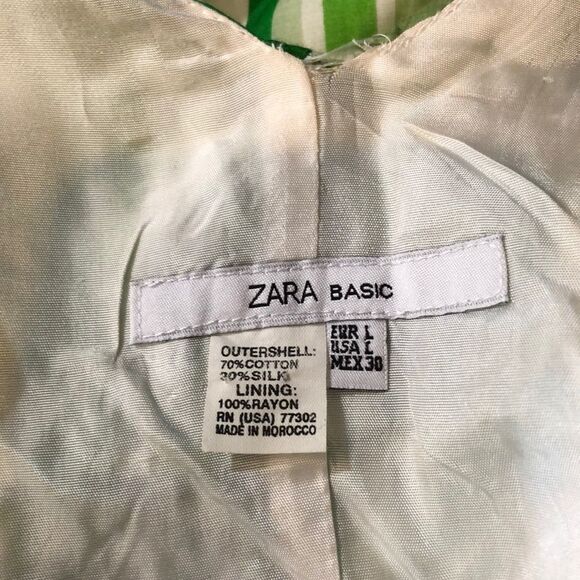 ZARA BASIC
EUR L
USA L
MEX 30
OUTERSHELL:
70%COTTON
30%SILK
LINING:
100%RAYON
RN (USA) 77302
MADE IN MOROCCO